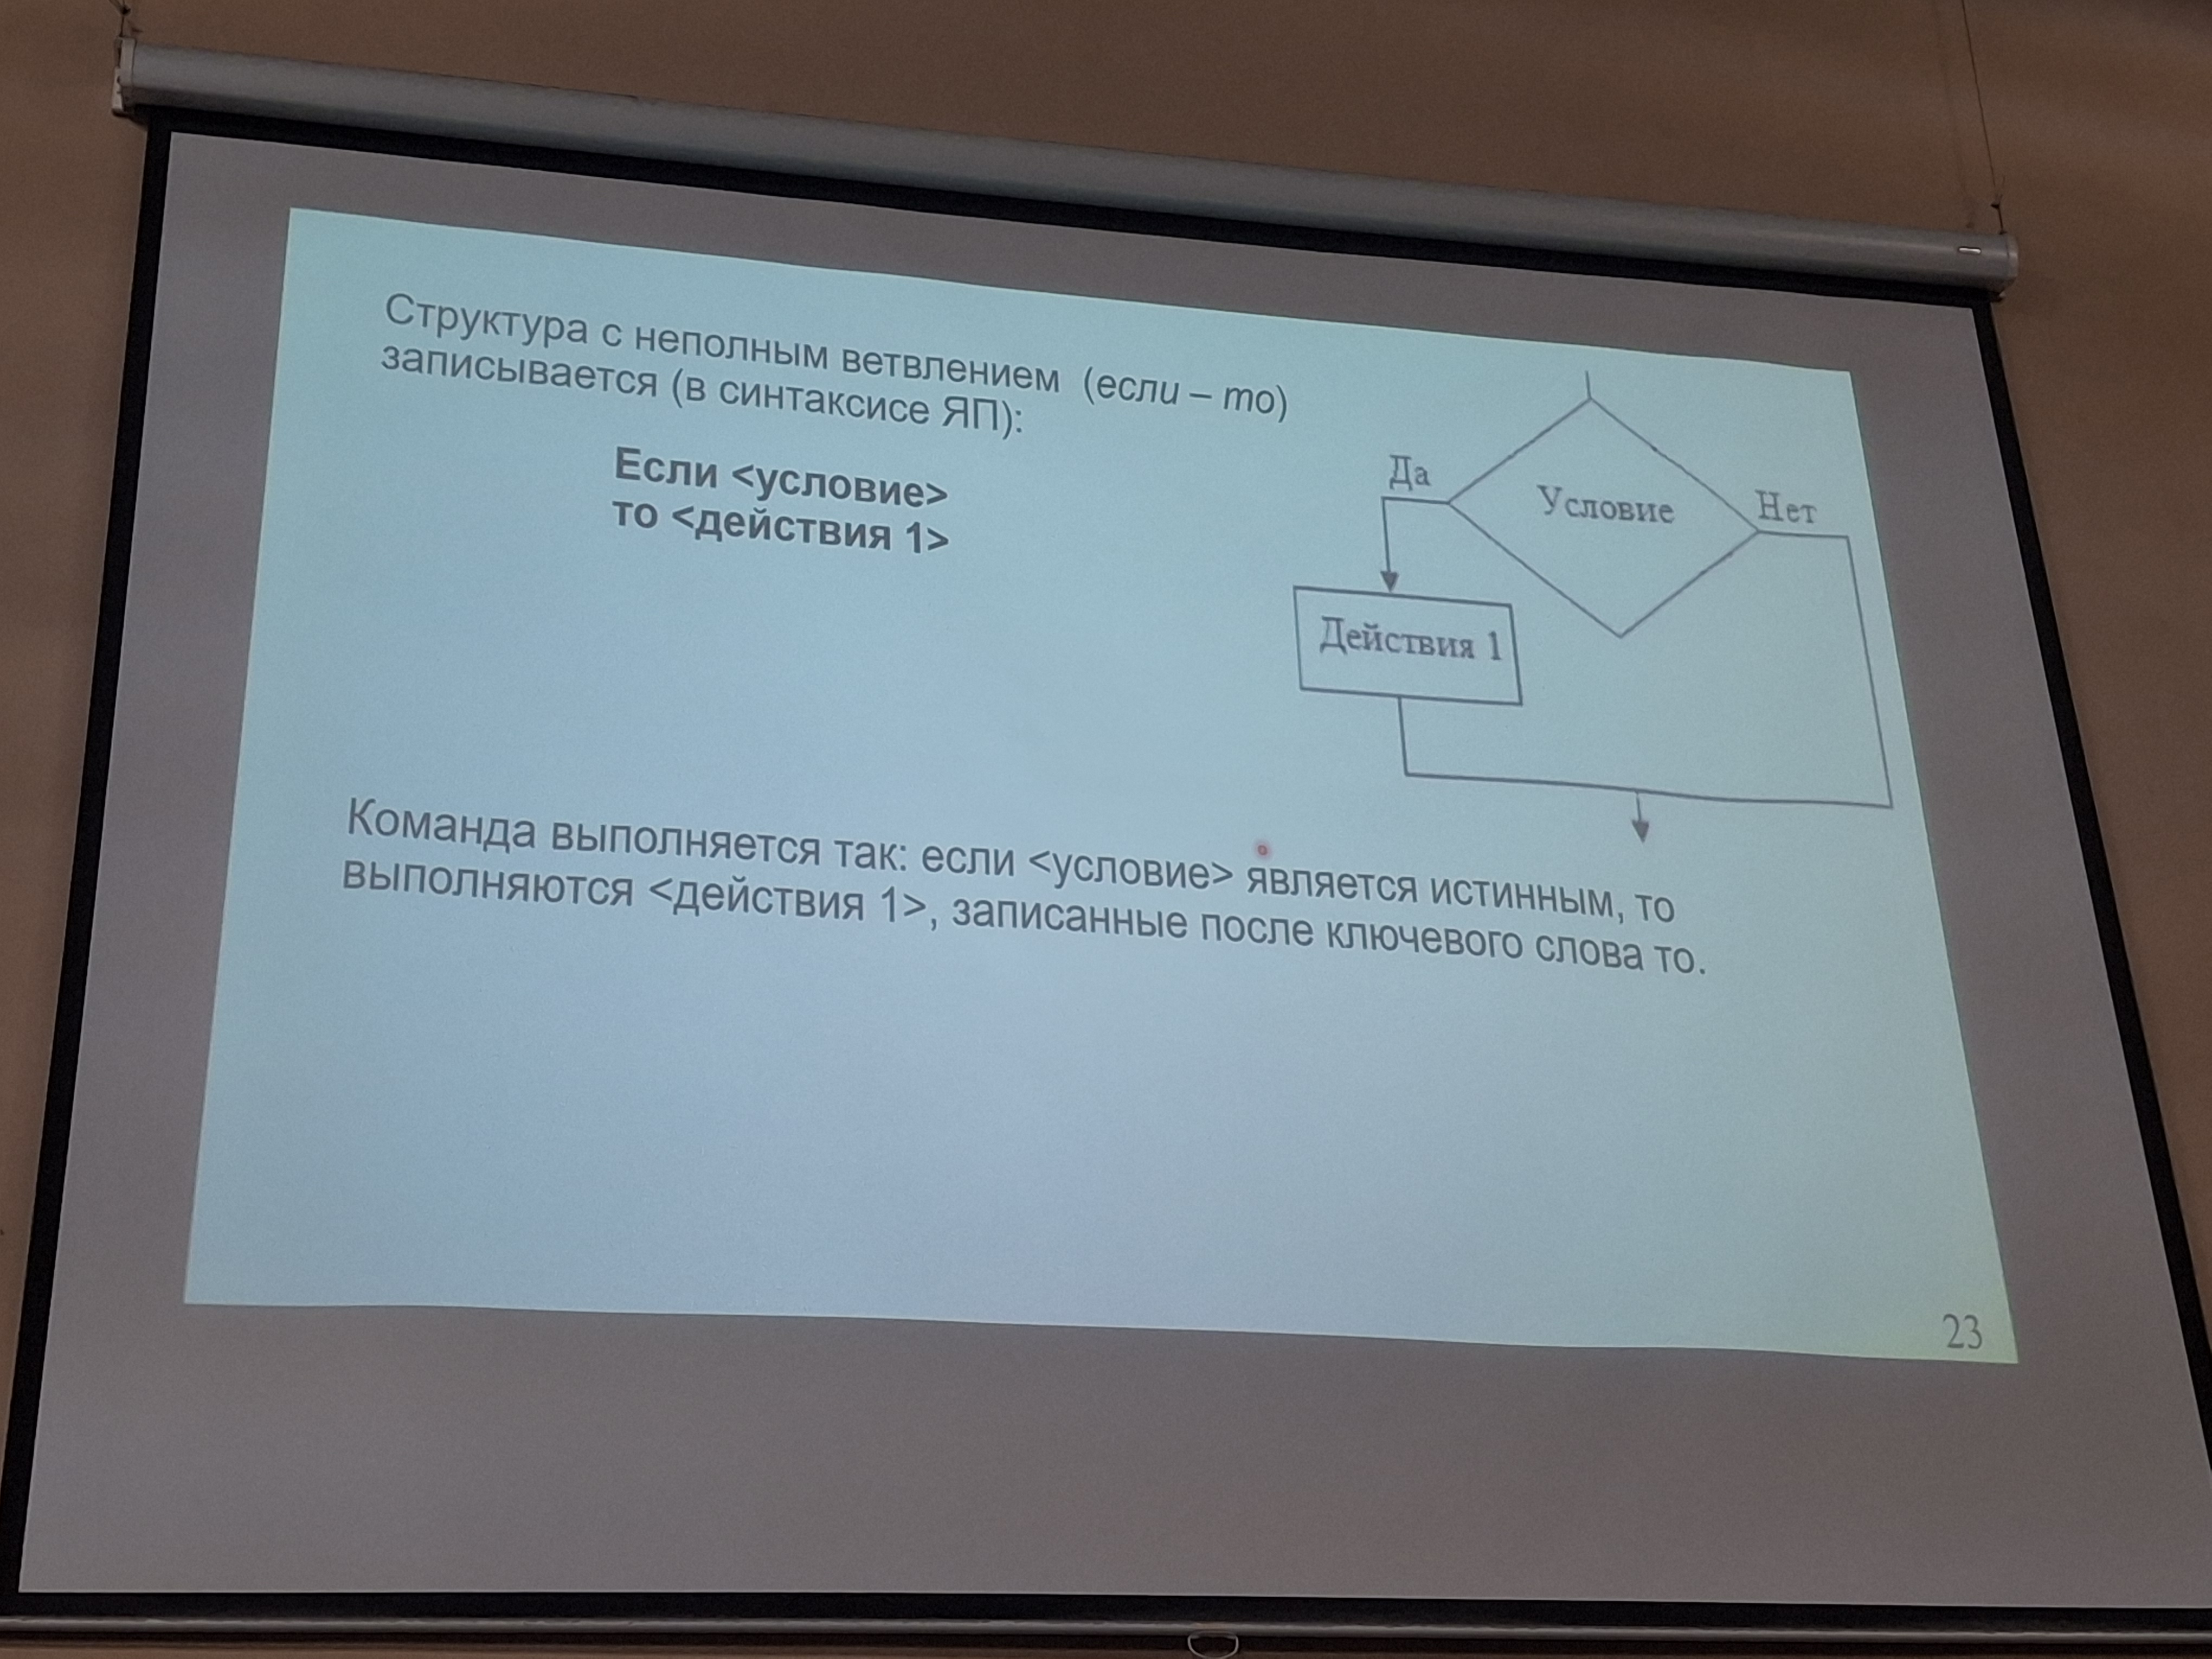 Структура с неполным ветвлением (если – то)
записывается (в синтаксисе ЯП):
Если <условие>
то <действия 1>
Да
Условие
Нет
Действия 1
Команда выполняется так: если <условие> является истинным, то
выполняются <действия 1>, записанные после ключевого слова то.
23